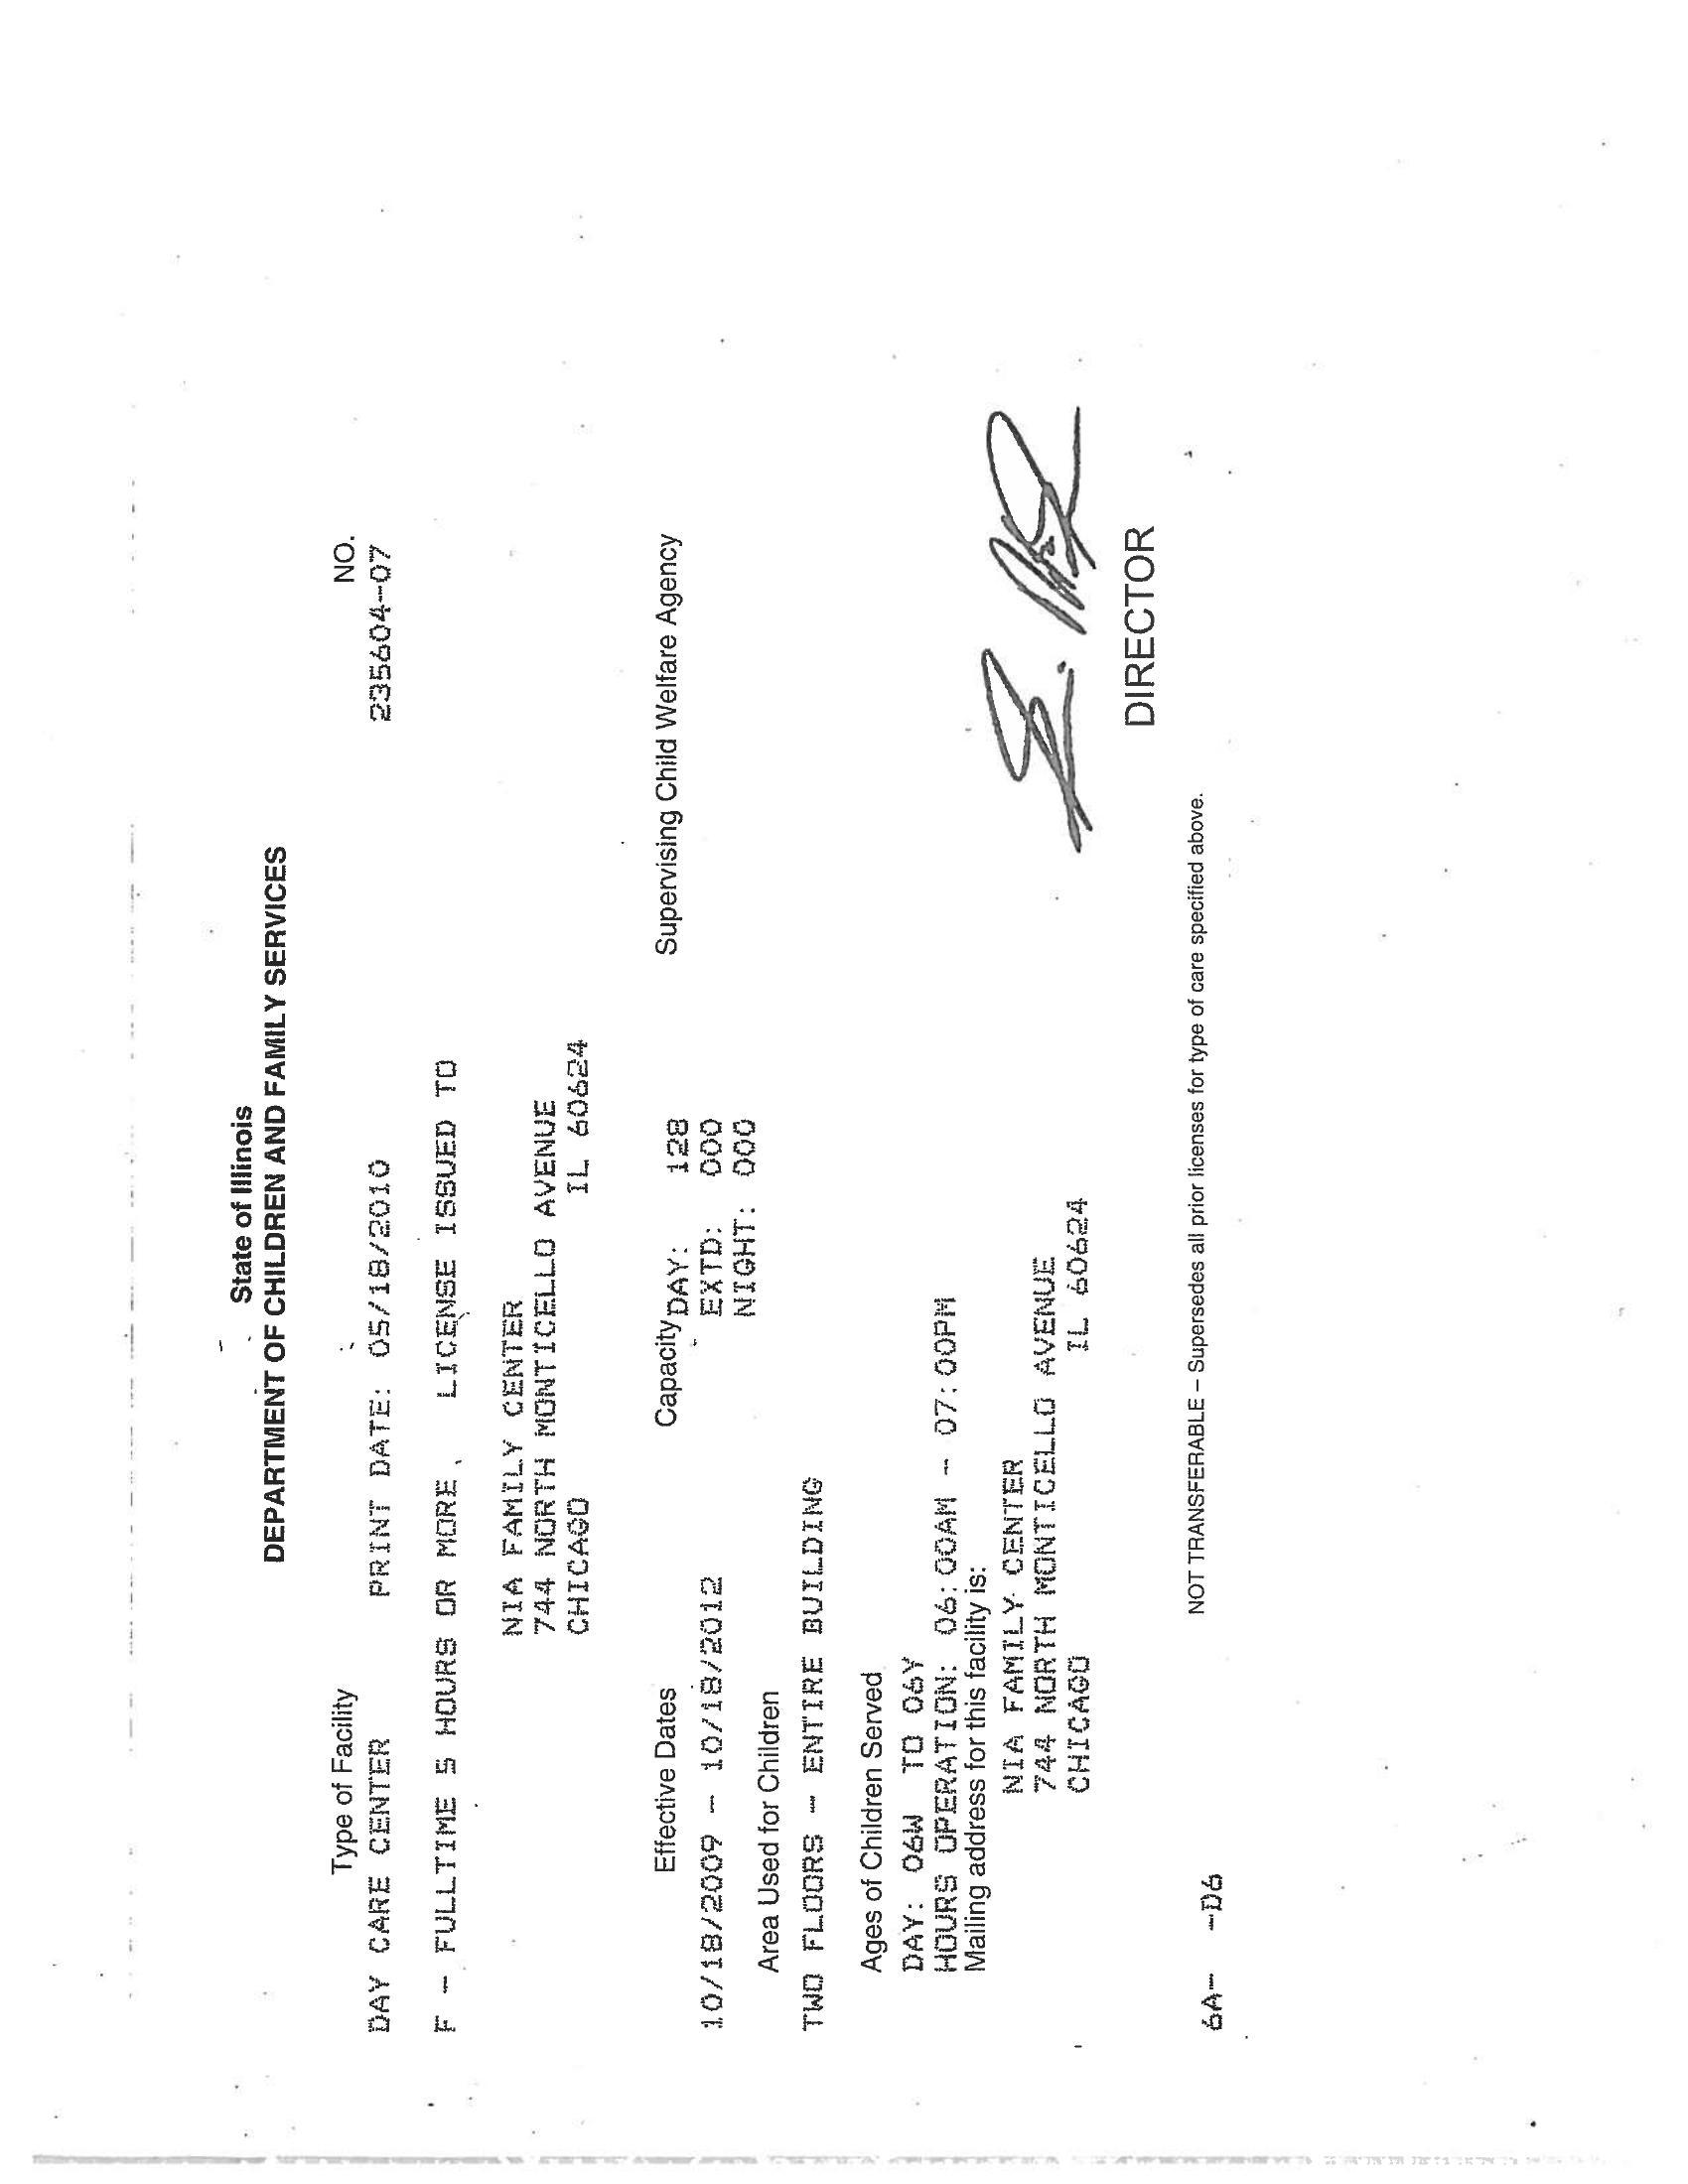 State of Illinois
DEPARTMENT OF CHILDREN AND FAMILY SERVICES
Type of Facility NO.
DAY CARE CENTER PRINT DATE: 05/18/2010 235604-07
F - FULLTIME 5 HOURS OR MORE , LICENSE ISSUED TO
NIA FAMILY CENTER
744 NORTH MONTICELLO AVENUE
CHICAGO IL 60624
Effective Dates Capacity DAY: 128 Supervising Child Welfare Agency
10/18/2009 - 10/18/2012 EXTD: 000
NIGHT: 000
Area Used for Children
TWO FLOORS - ENTIRE BUILDING
Ages of Children Served
DAY: 06W TO 06Y
HOURS OPERATION: 06:00AM - 07:00PM
Mailing address for this facility is:
NIA FAMILY CENTER
744 NORTH MONTICELLO AVENUE
CHICAGO IL 60624
DIRECTOR
NOT TRANSFERABLE – Supersedes all prior licenses for type of care specified above.
6A- -D6